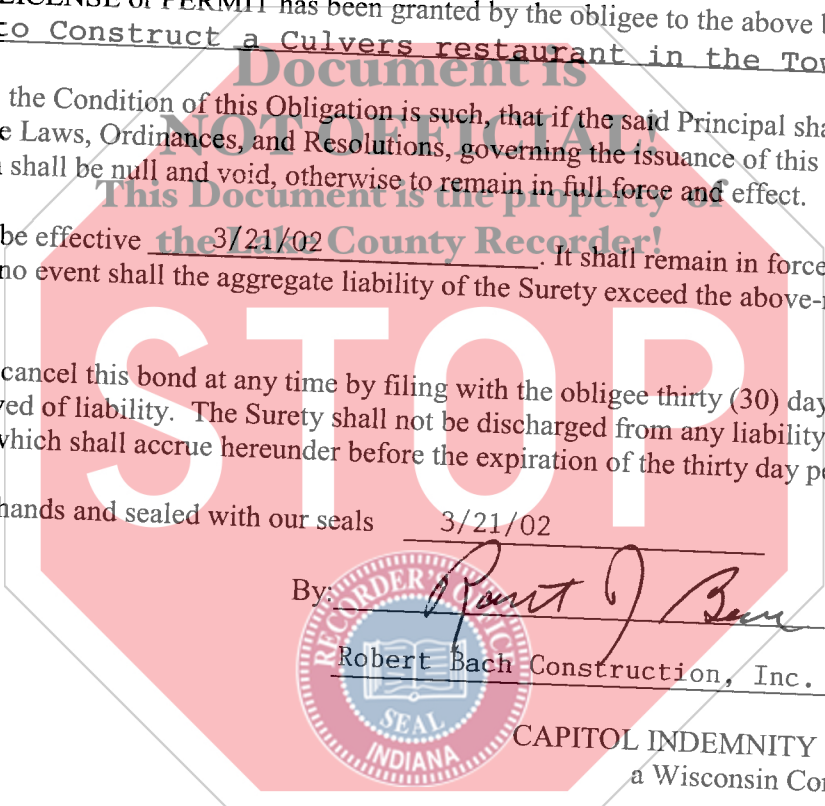 LICENSE or PERMIT has been granted by the obligee to the above
to Construct a Culvers restaurant in the
Document is
the Condition of this Obligation is such, that if the said Principal
NOT OFFICIAL!
Laws, Ordinances, and Resolutions, governing the issuance of this
shall be null and void, otherwise to remain in full force and effect.
This Document is the property of
the Lake County Recorder!
be effective 3/21/02 . It shall remain in force
no event shall the aggregate liability of the Surety exceed the above-
STOP
cancel this bond at any time by filing with the obligee thirty (30)
of liability. The Surety shall not be discharged from any liability
which shall accrue hereunder before the expiration of the thirty day
hands and sealed with our seals 3/21/02
By:
RECORDER'S OFFICE
Robert Bach Construction, Inc.
SEAL
INDIANA
CAPITOL INDEMNITY
a Wisconsin